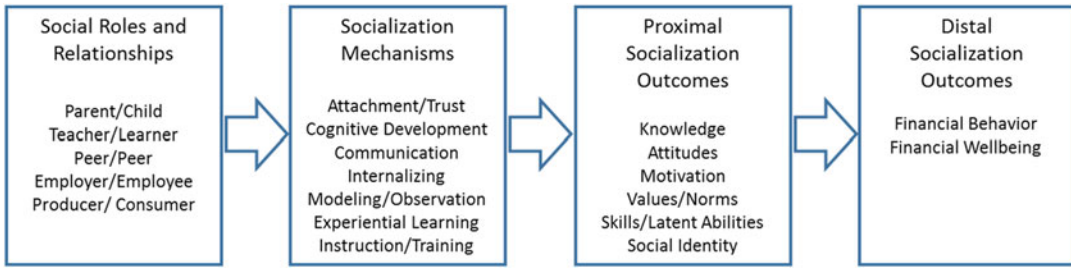 Social Roles and
Relationships
Parent/Child
Teacher/Learner
Peer/Peer
Employer/Employee
Producer/ Consumer
Socialization
Mechanisms
Attachment/Trust
Cognitive Development
Communication
Internalizing
Modeling/Observation
Experiential Learning
Instruction/Training
Proximal
Socialization
Outcomes
Knowledge
Attitudes
Motivation
Values/Norms
Skills/Latent Abilities
Social Identity
Distal
Socialization
Outcomes
Financial Behavior
Financial Wellbeing